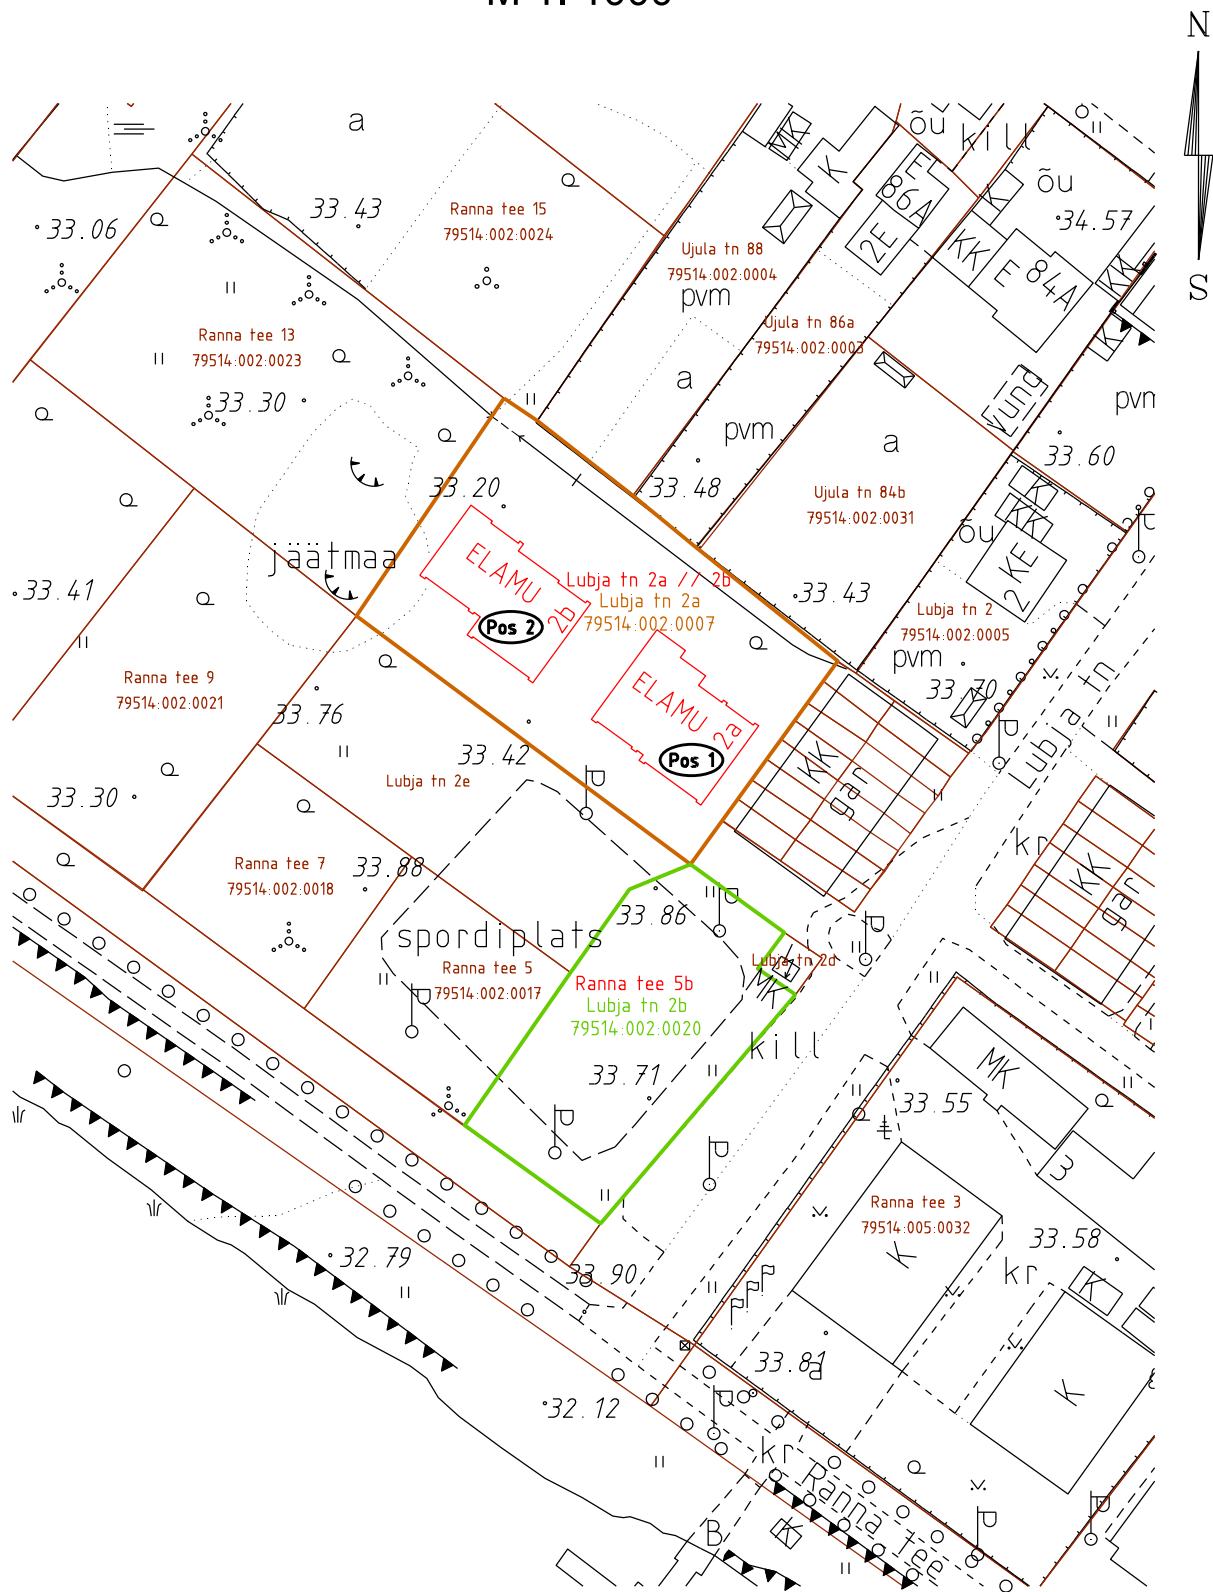 N
S
a
õu
kill
MK
K
E
86A
2E
õu
K
34.57
33.43
33.06
Ranna tee 15
79514:002:0024
Ujula tn 88
79514:002:0004
pvm
KK
E
84A
KK
K
Ranna tee 13
79514:002:0023
Ujula tn 86a
79514:002:0003
33.30
a
pvm
vund
pvm
a
33.60
33.20
33.48
Ujula tn 84b
79514:002:0031
K
KK
õu
2 KE
jäätmaa
ELAMU
2b
Pos 2
Lubja tn 2a // 2b
Lubja tn 2a
79514:002:0007
33.41
33.43
Lubja tn 2
79514:002:0005
pvm
33.70
Ranna tee 9
79514:002:0021
33.76
ELAMU
2a
Pos 1
33.42
Lubja tn 2e
KK
gar
Lubja tn
33.30
Ranna tee 7
79514:002:0018
33.88
kr
KK
gar
33.86
spordiplats
Ranna tee 5
79514:002:0017
Lubja tn 2d
MK
Ranna tee 5b
Lubja tn 2b
79514:002:0020
kill
33.71
MK
33.55
Ranna tee 3
79514:005:0032
K
33.58
kr
K
32.79
33.90
33.81
a
K
32.12
kr
Ranna tee
B
K